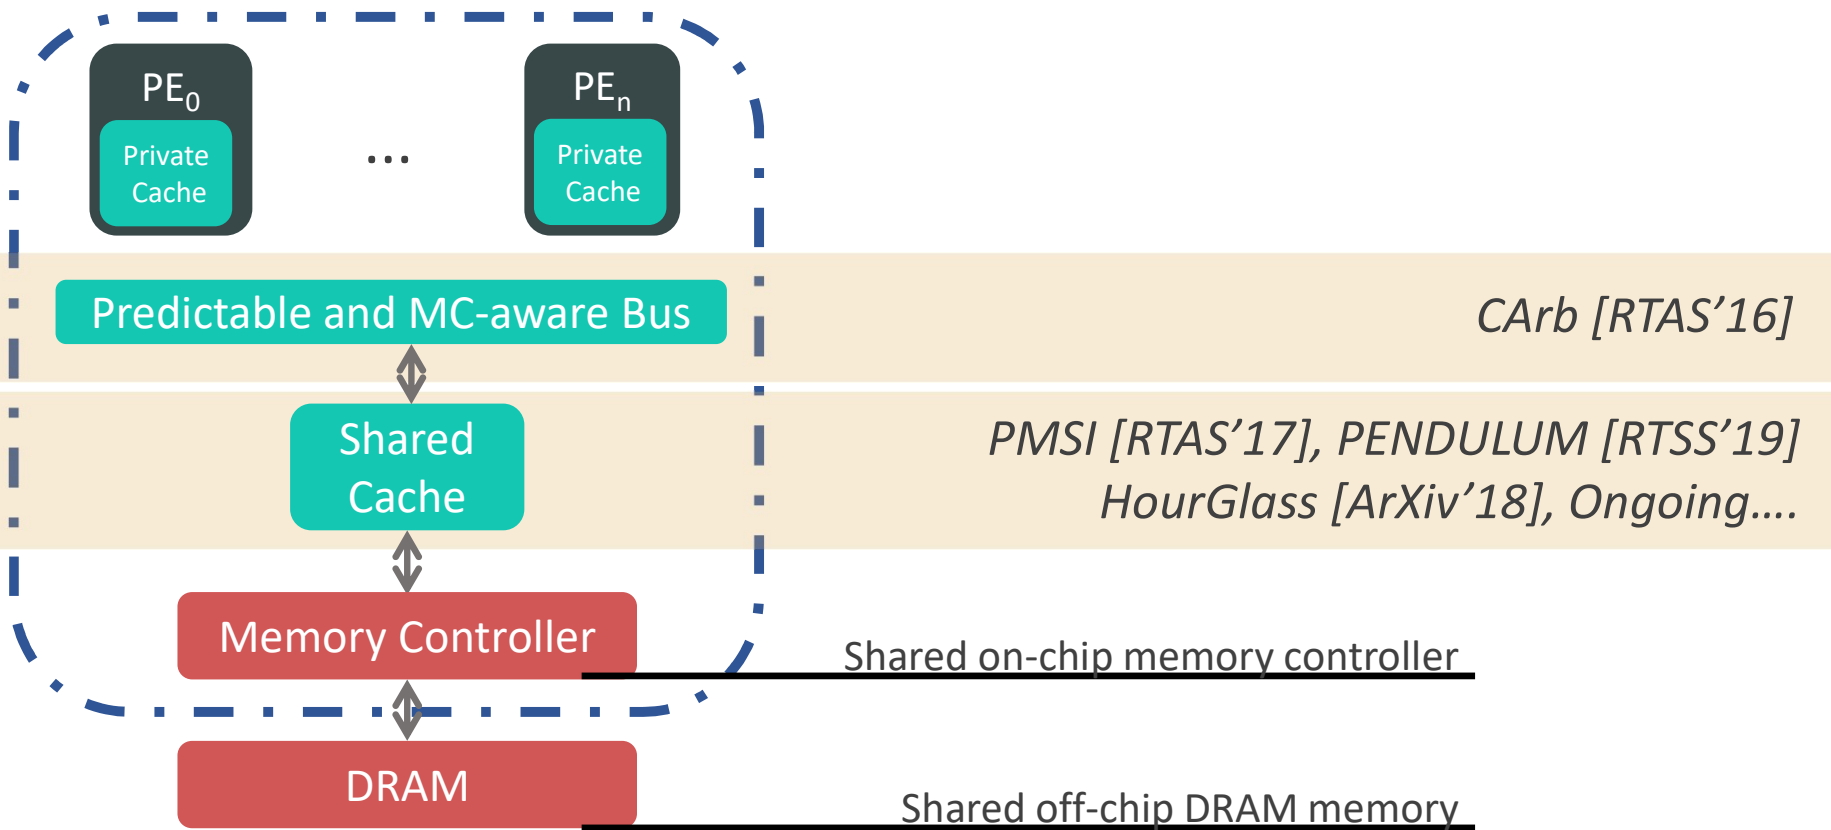 PE0
Private
Cache
...
PEn
Private
Cache
Predictable and MC-aware Bus
CArb [RTAS’16]
Shared
Cache
PMSI [RTAS’17], PENDULUM [RTSS’19]
HourGlass [ArXiv’18], Ongoing....
Memory Controller
Shared on-chip memory controller
DRAM
Shared off-chip DRAM memory